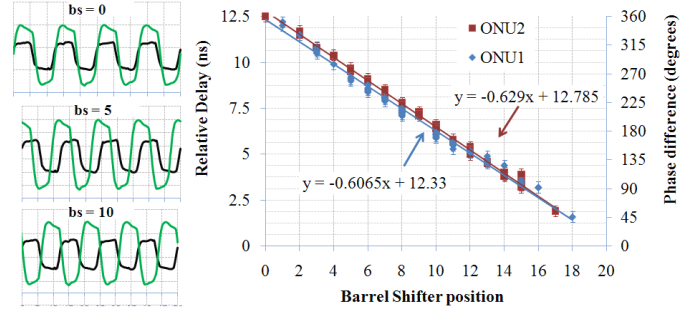 bs = 0
bs = 5
bs = 10
Relative Delay (ns)
12.5
10
7.5
5
2.5
0
ONU2
ONU1
y = -0.629x + 12.785
y = -0.6065x + 12.33
0 2 4 6 8 10 12 14 16 18 20
Barrel Shifter position
360
315
270
225
180
135
90
45
0
Phase difference (degrees)